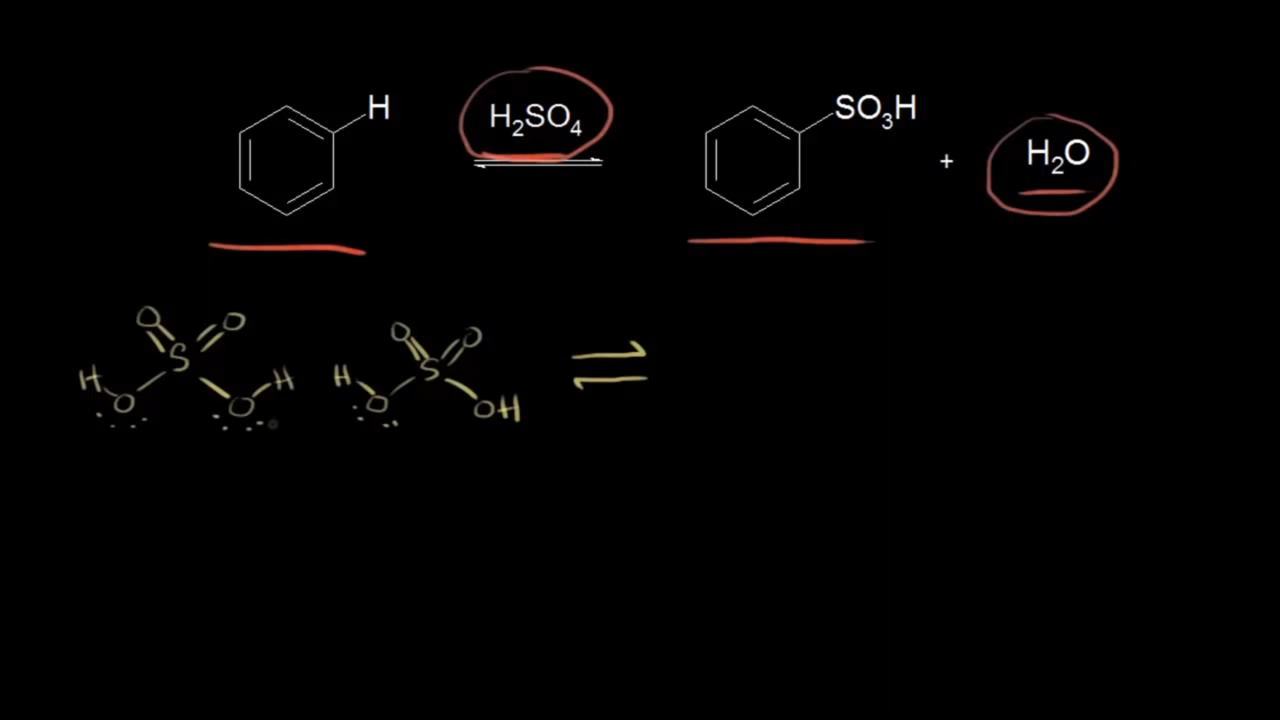 H
H₂SO₄
SO₃H
+ H₂O
O O O O
S S
H H H
O O O OH